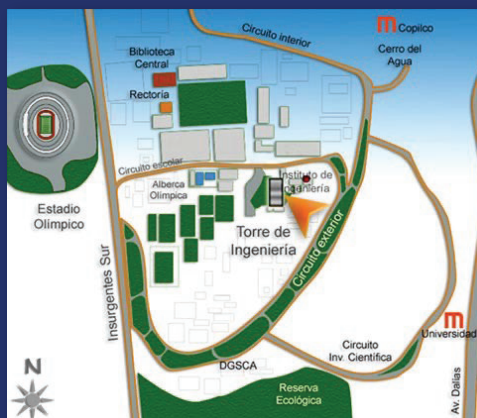 Copilco
Cerro del
Agua
Circuito interior
Biblioteca
Central
Rectoría
Circuito escolar
Alberca
Olímpica
Instituto de
Ingeniería
Estadio
Olímpico
Torre de
Ingeniería
Circuito exterior
Insurgentes Sur
Universidad
Circuito
Inv. Científica
DGSCA
Av. Dalias
Reserva
Ecológica
N